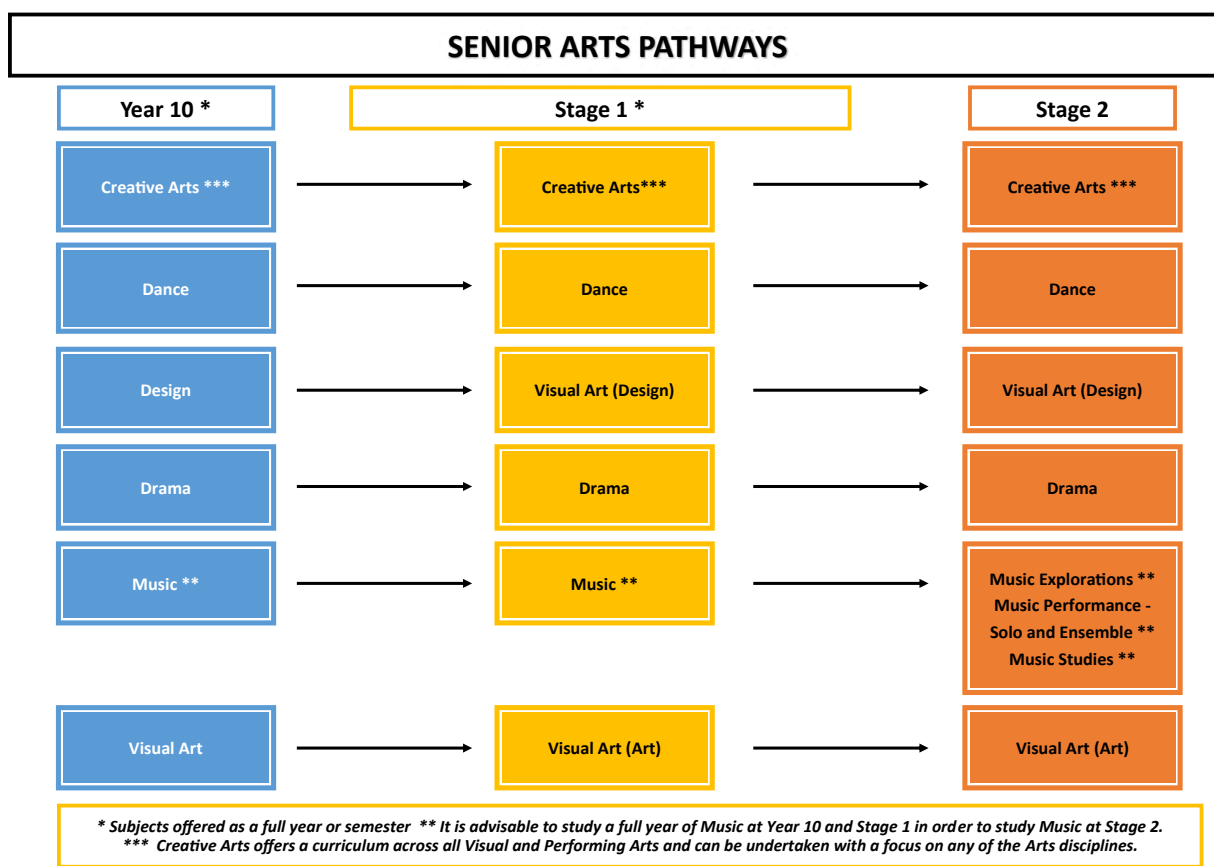 SENIOR ARTS PATHWAYS
Year 10 *
Stage 1 *
Stage 2
Creative Arts ***
Creative Arts***
Creative Arts ***
Dance
Dance
Dance
Design
Visual Art (Design)
Visual Art (Design)
Drama
Drama
Drama
Music **
Music **
Music Explorations **
Music Performance -
Solo and Ensemble **
Music Studies **
Visual Art
Visual Art (Art)
Visual Art (Art)
* Subjects offered as a full year or semester ** It is advisable to study a full year of Music at Year 10 and Stage 1 in order to study Music at Stage 2.
*** Creative Arts offers a curriculum across all Visual and Performing Arts and can be undertaken with a focus on any of the Arts disciplines.